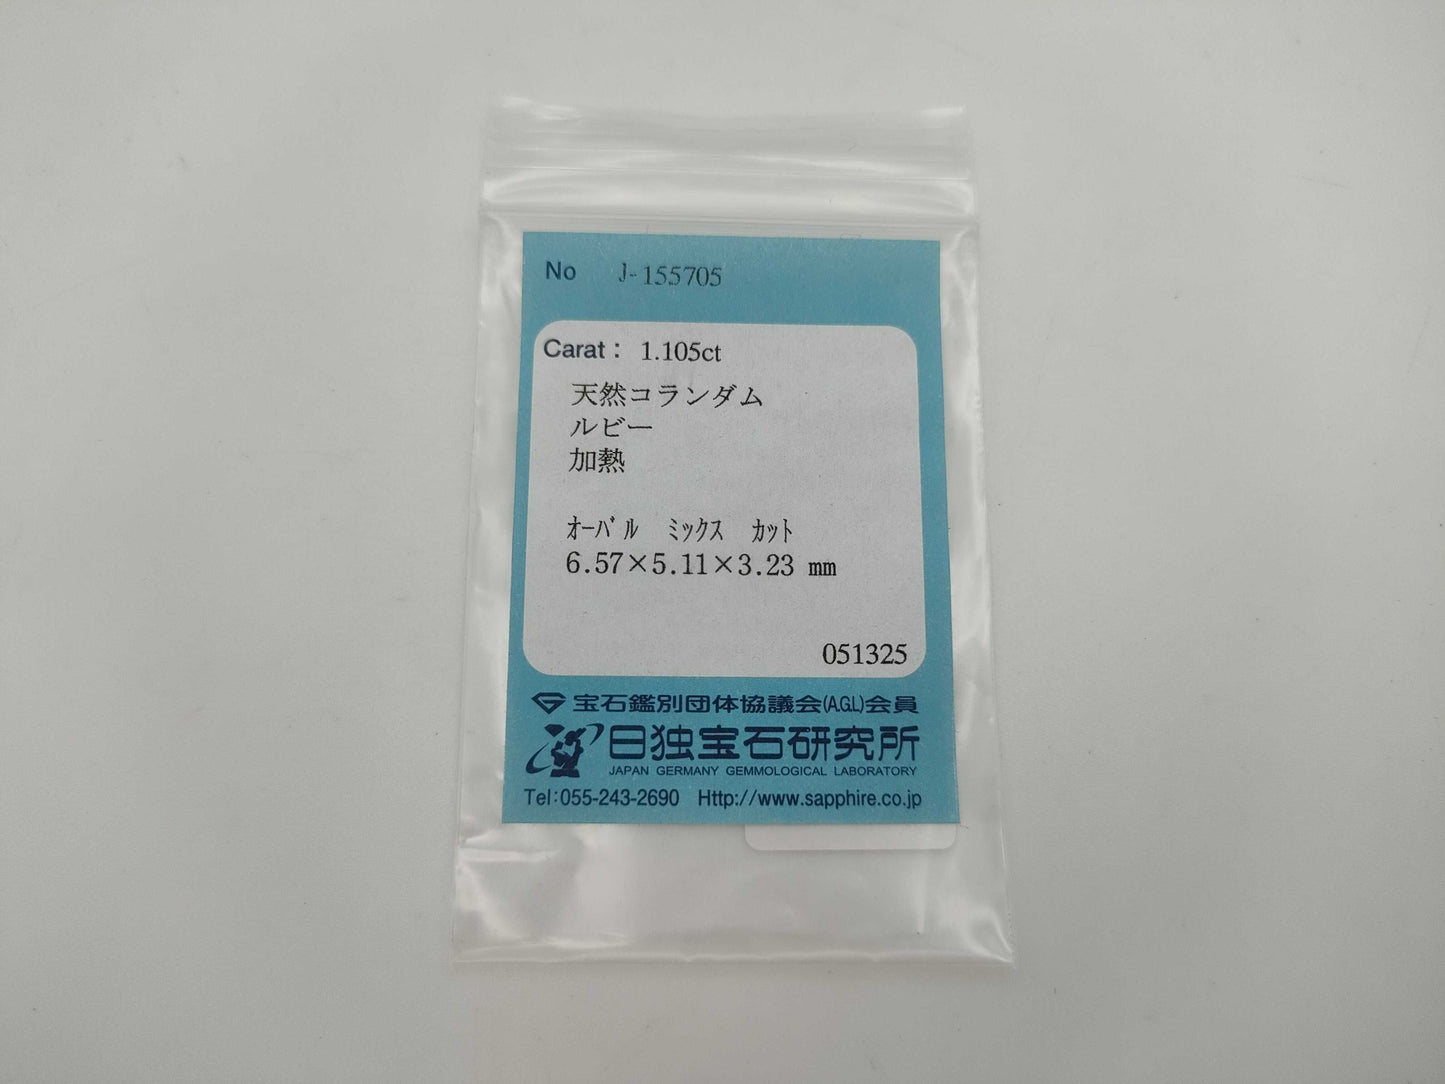 No J-155705
Carat： 1.105ct
天然コランダム
ルビー
加熱
ｵｰﾊﾞﾙ ﾐｯｸｽ ｶｯﾄ
6.57×5.11×3.23 mm
051325
宝石鑑別団体協議会(A.G.L)会員
日独宝石研究所
JAPAN GERMANY GEMMOLOGICAL LABORATORY
Tel:055-243-2690 Http://www.sapphire.co.jp